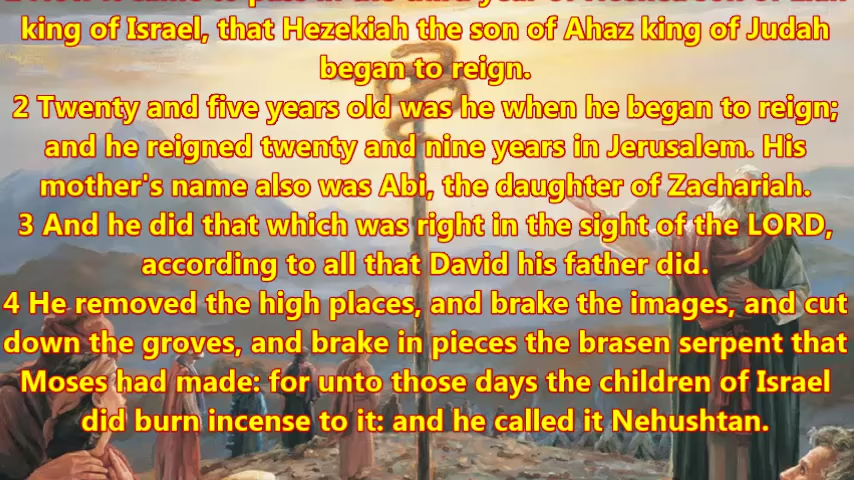 king of Israel, that Hezekiah the son of Ahaz king of Judah
began to reign.
2 Twenty and five years old was he when he began to reign;
and he reigned twenty and nine years in Jerusalem. His
mother's name also was Abi, the daughter of Zachariah.
3 And he did that which was right in the sight of the LORD,
according to all that David his father did.
4 He removed the high places, and brake the images, and cut
down the groves, and brake in pieces the brasen serpent that
Moses had made: for unto those days the children of Israel
did burn incense to it: and he called it Nehushtan.